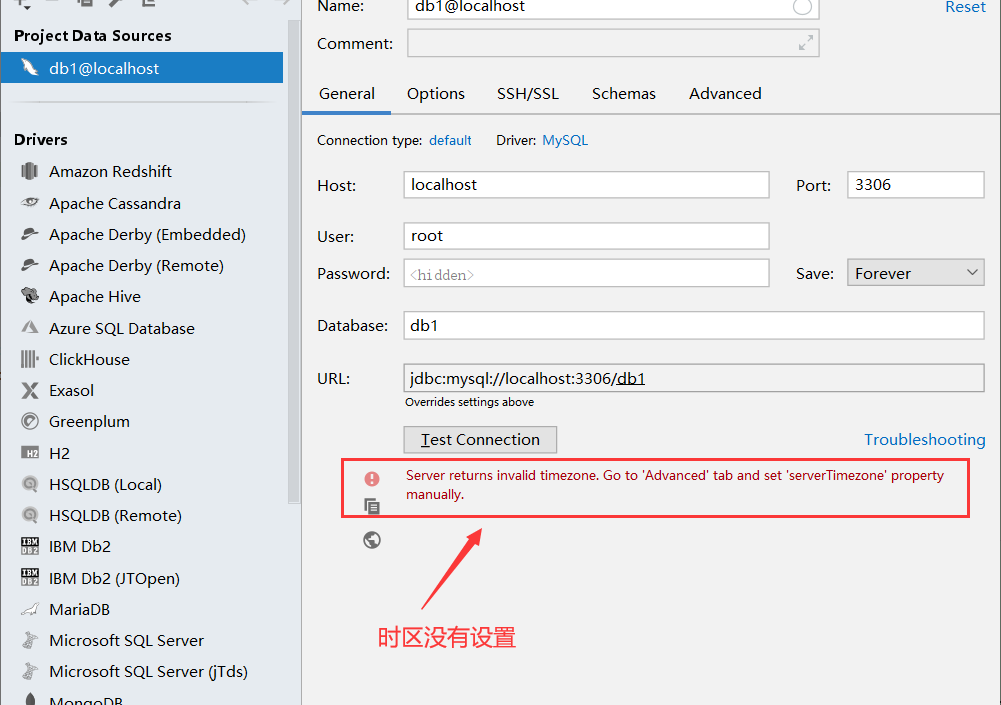 Name:
db1@localhost
Reset
Project Data Sources
Comment:
db1@localhost
General
Options
SSH/SSL
Schemas
Advanced
Drivers
Connection type: default
Driver: MySQL
Amazon Redshift
Host:
localhost
Port:
3306
Apache Cassandra
Apache Derby (Embedded)
User:
root
Apache Derby (Remote)
Password:
<hidden>
Save:
Forever
Apache Hive
Azure SQL Database
Database:
db1
ClickHouse
URL:
jdbc:mysql://localhost:3306/db1
Exasol
Overrides settings above
Greenplum
Test Connection
Troubleshooting
H2
HSQLDB (Local)
Server returns invalid timezone. Go to 'Advanced' tab and set 'serverTimezone' property
manually.
HSQLDB (Remote)
IBM Db2
IBM Db2 (JTOpen)
MariaDB
时区没有设置
Microsoft SQL Server
Microsoft SQL Server (jTds)
MongoDB